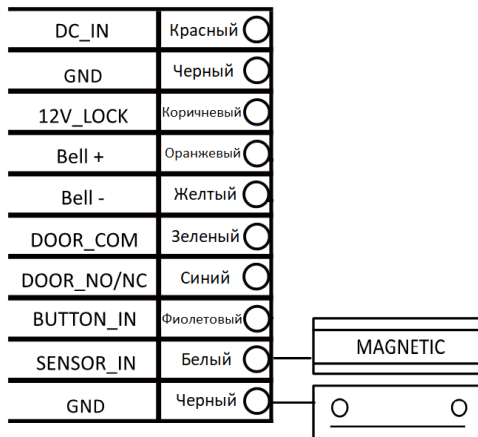 DC_IN Красный
GND Черный
12V_LOCK Коричневый
Bell + Оранжевый
Bell - Желтый
DOOR_COM Зеленый
DOOR_NO/NC Синий
BUTTON_IN Фиолетовый
SENSOR_IN Белый MAGNETIC
GND Черный